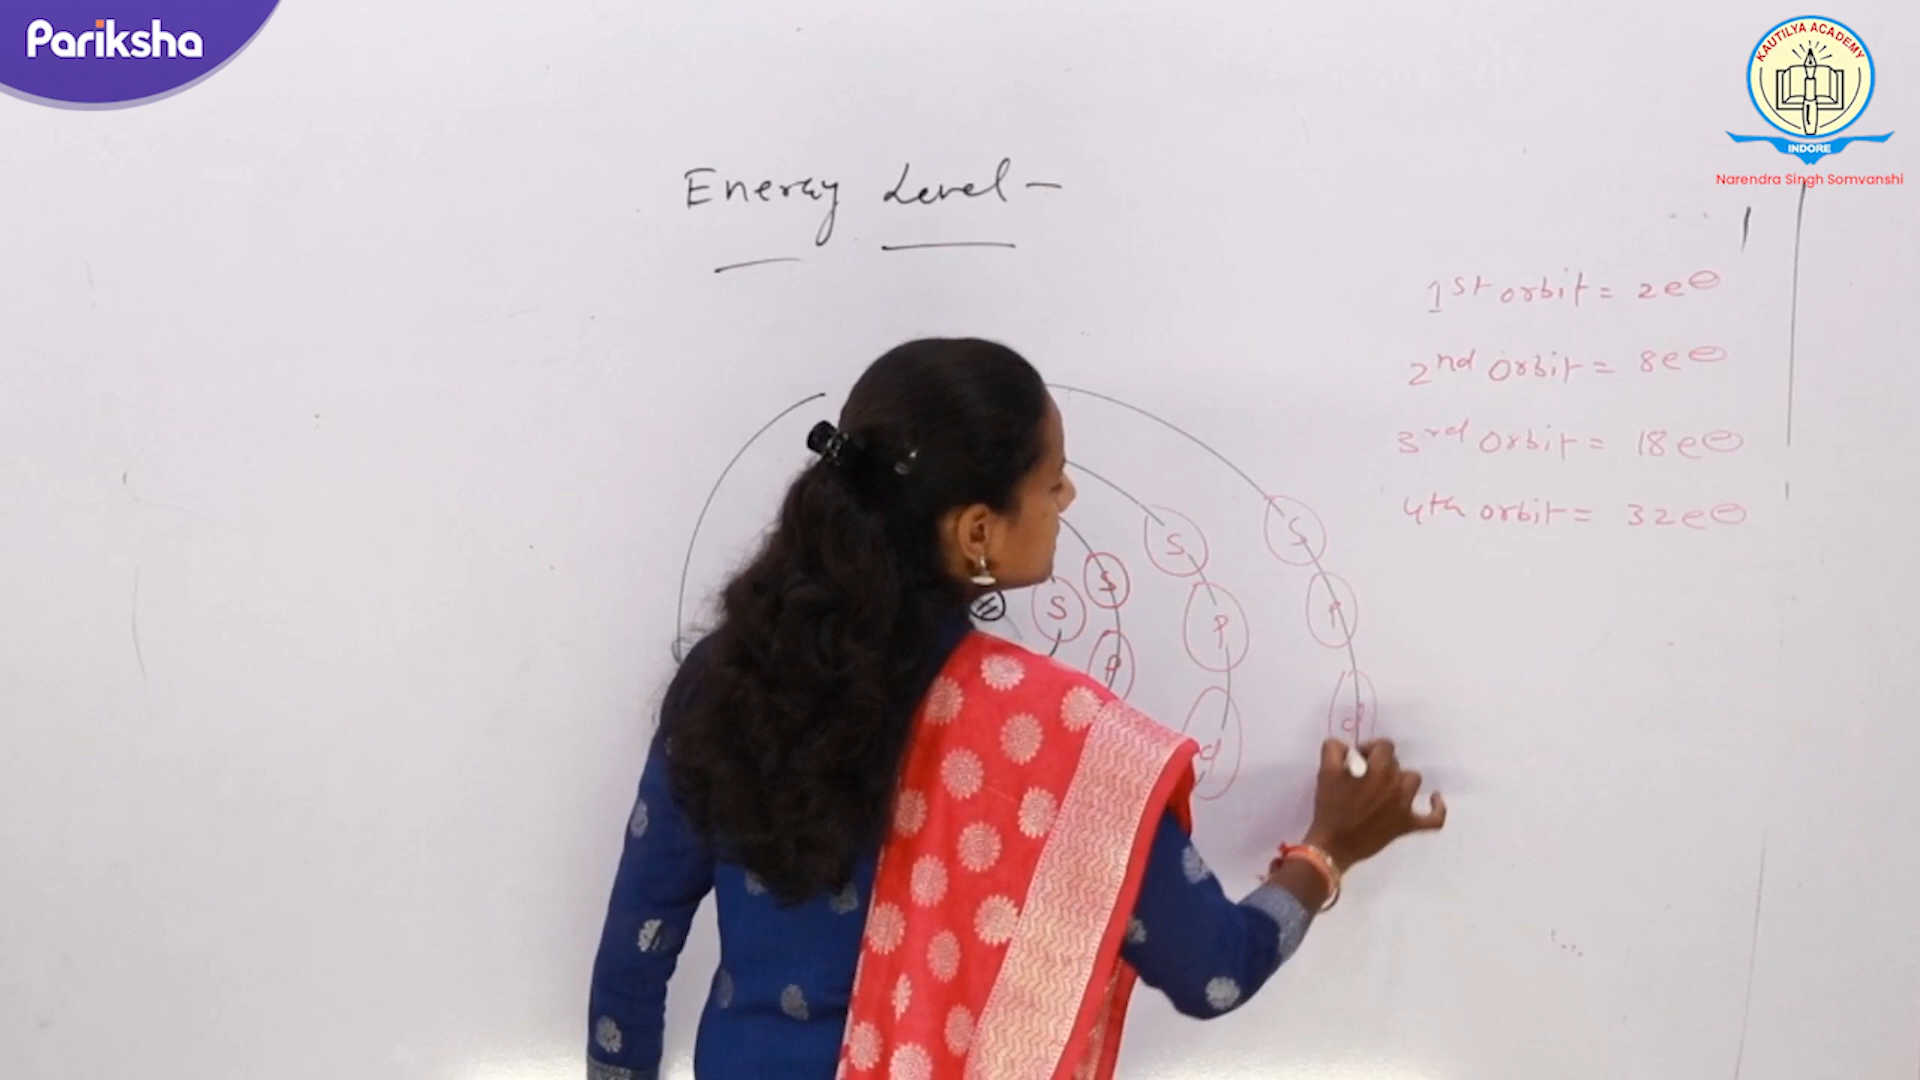 Pariksha
KAUTILYA ACADEMY
INDORE
Narendra Singh Somvanshi
Energy Level -
1st orbit = 2e⊖
2nd orbit = 8e⊖
3rd orbit = 18e⊖
4th orbit = 32e⊖
S
S
S
S
P
P
P
d
d